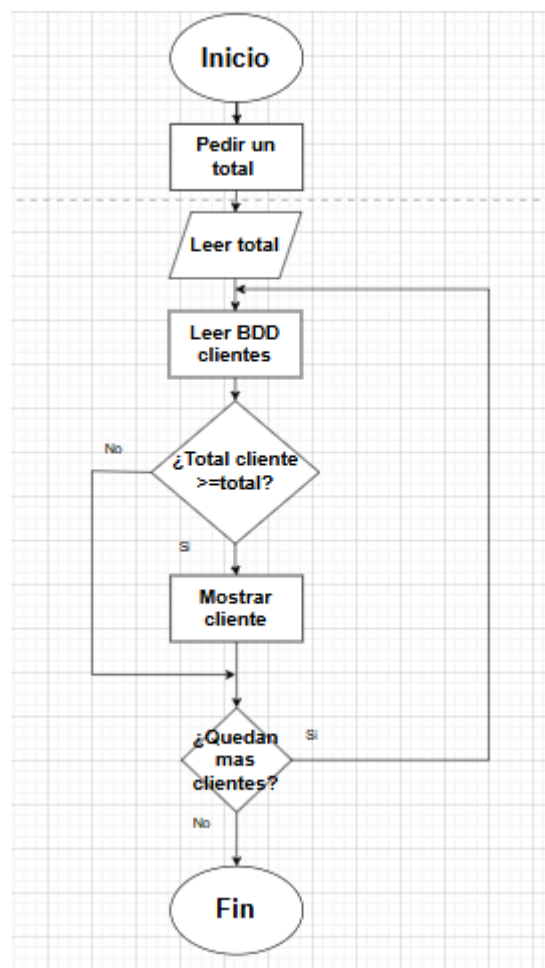 Inicio
Pedir un
total
Leer total
Leer BDD
clientes
No
¿Total cliente
>=total?
Si
Mostrar
cliente
¿Quedan
mas
clientes?
Si
No
Fin